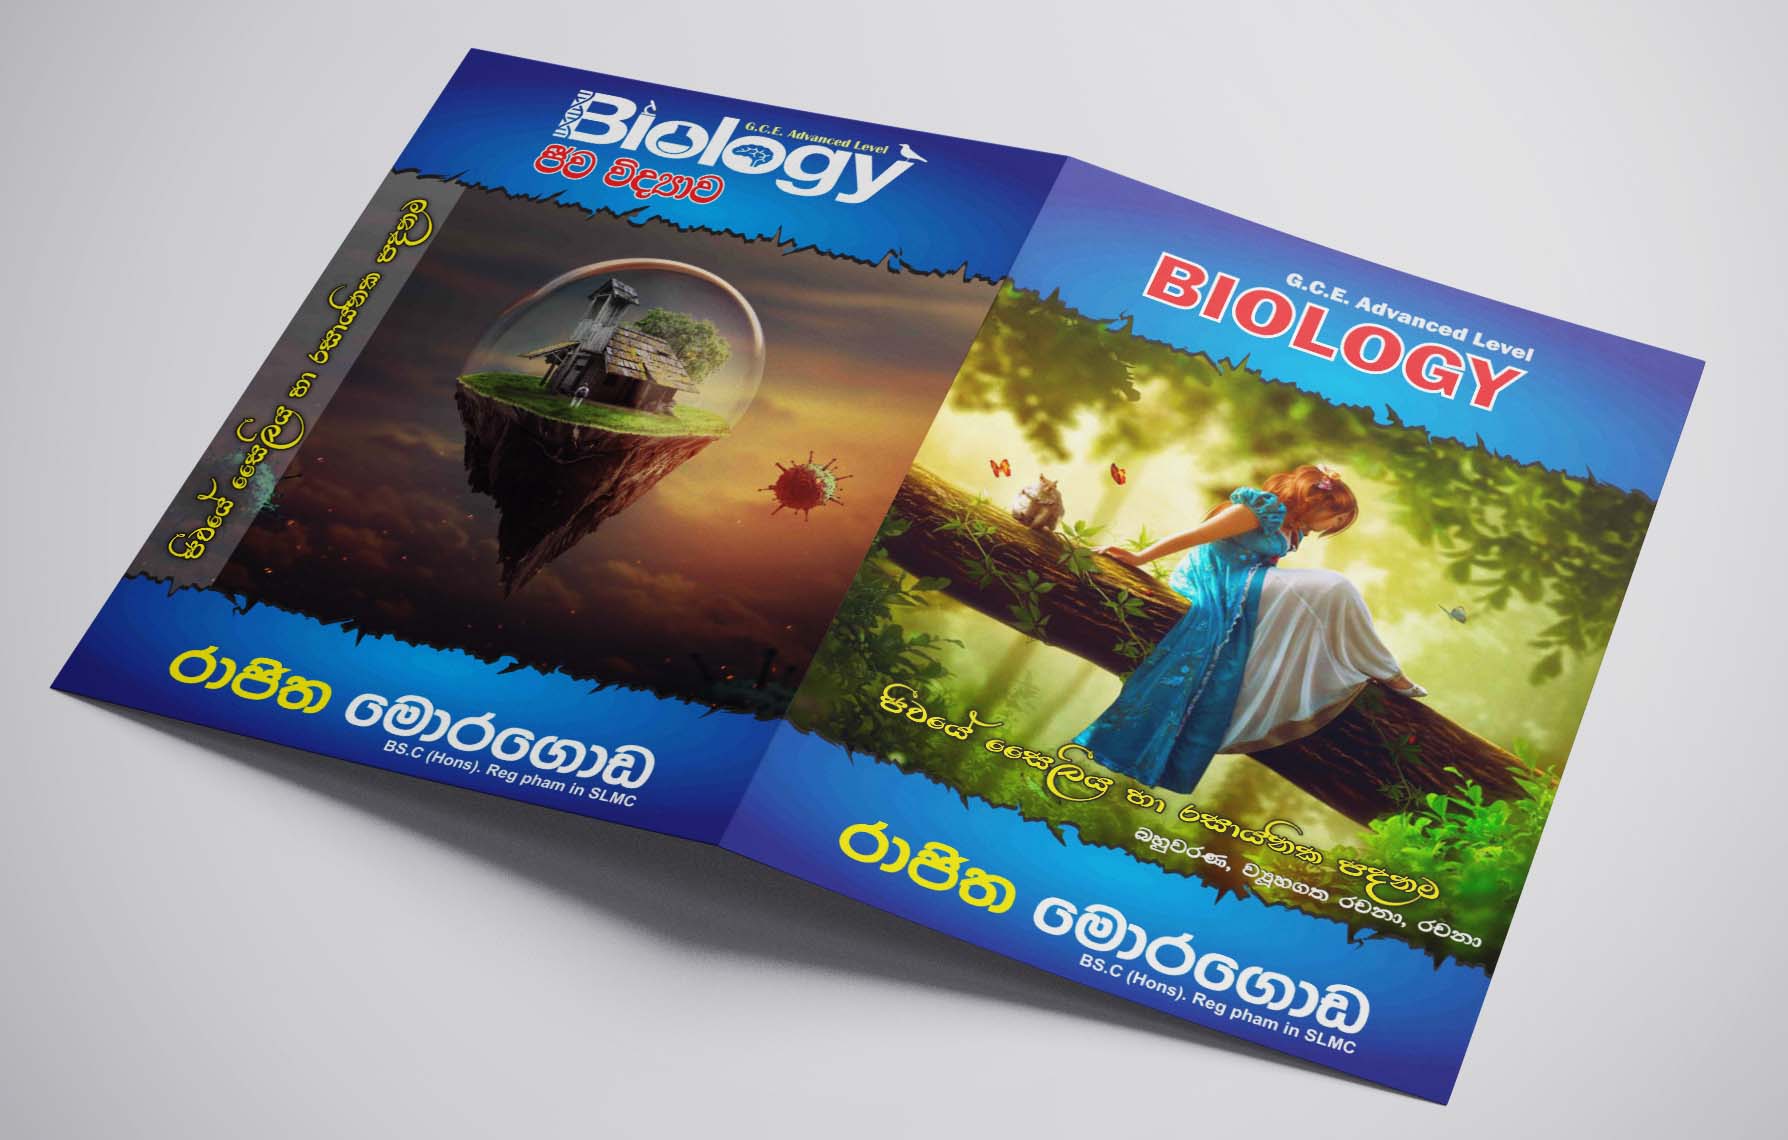 Biology
G.C.E. Advanced Level
ජීව විද්‍යාව
ජීවයේ සෛලීය හා රසායනික පදනම
රාජිත මොරගොඩ
BS.C (Hons). Reg pham in SLMC
G.C.E. Advanced Level
BIOLOGY
ජීවයේ සෛලීය හා රසායනික පදනම
බහුවරණ, ව්‍යුහගත රචනා, රචනා
රාජිත මොරගොඩ
BS.C (Hons). Reg pham in SLMC